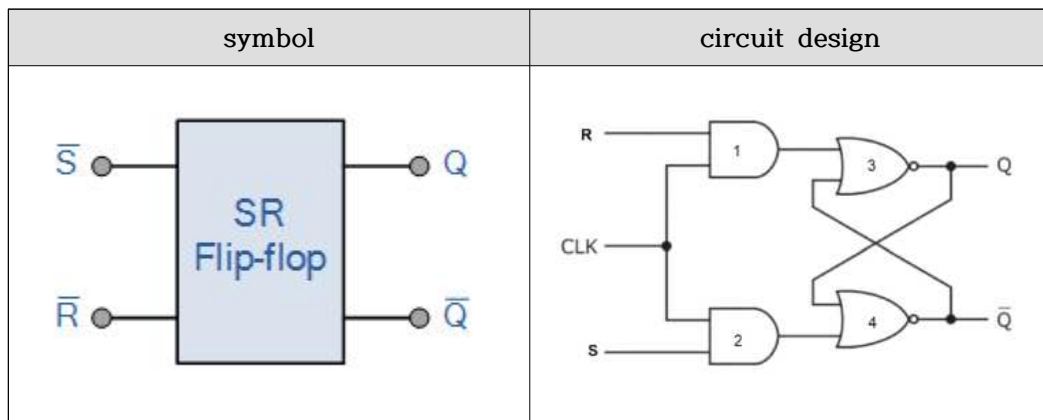 symbol
circuit design
S̅
Q
SR
Flip-flop
R̅
Q̅
R
1
3
Q
CLK
2
4
Q̅
S